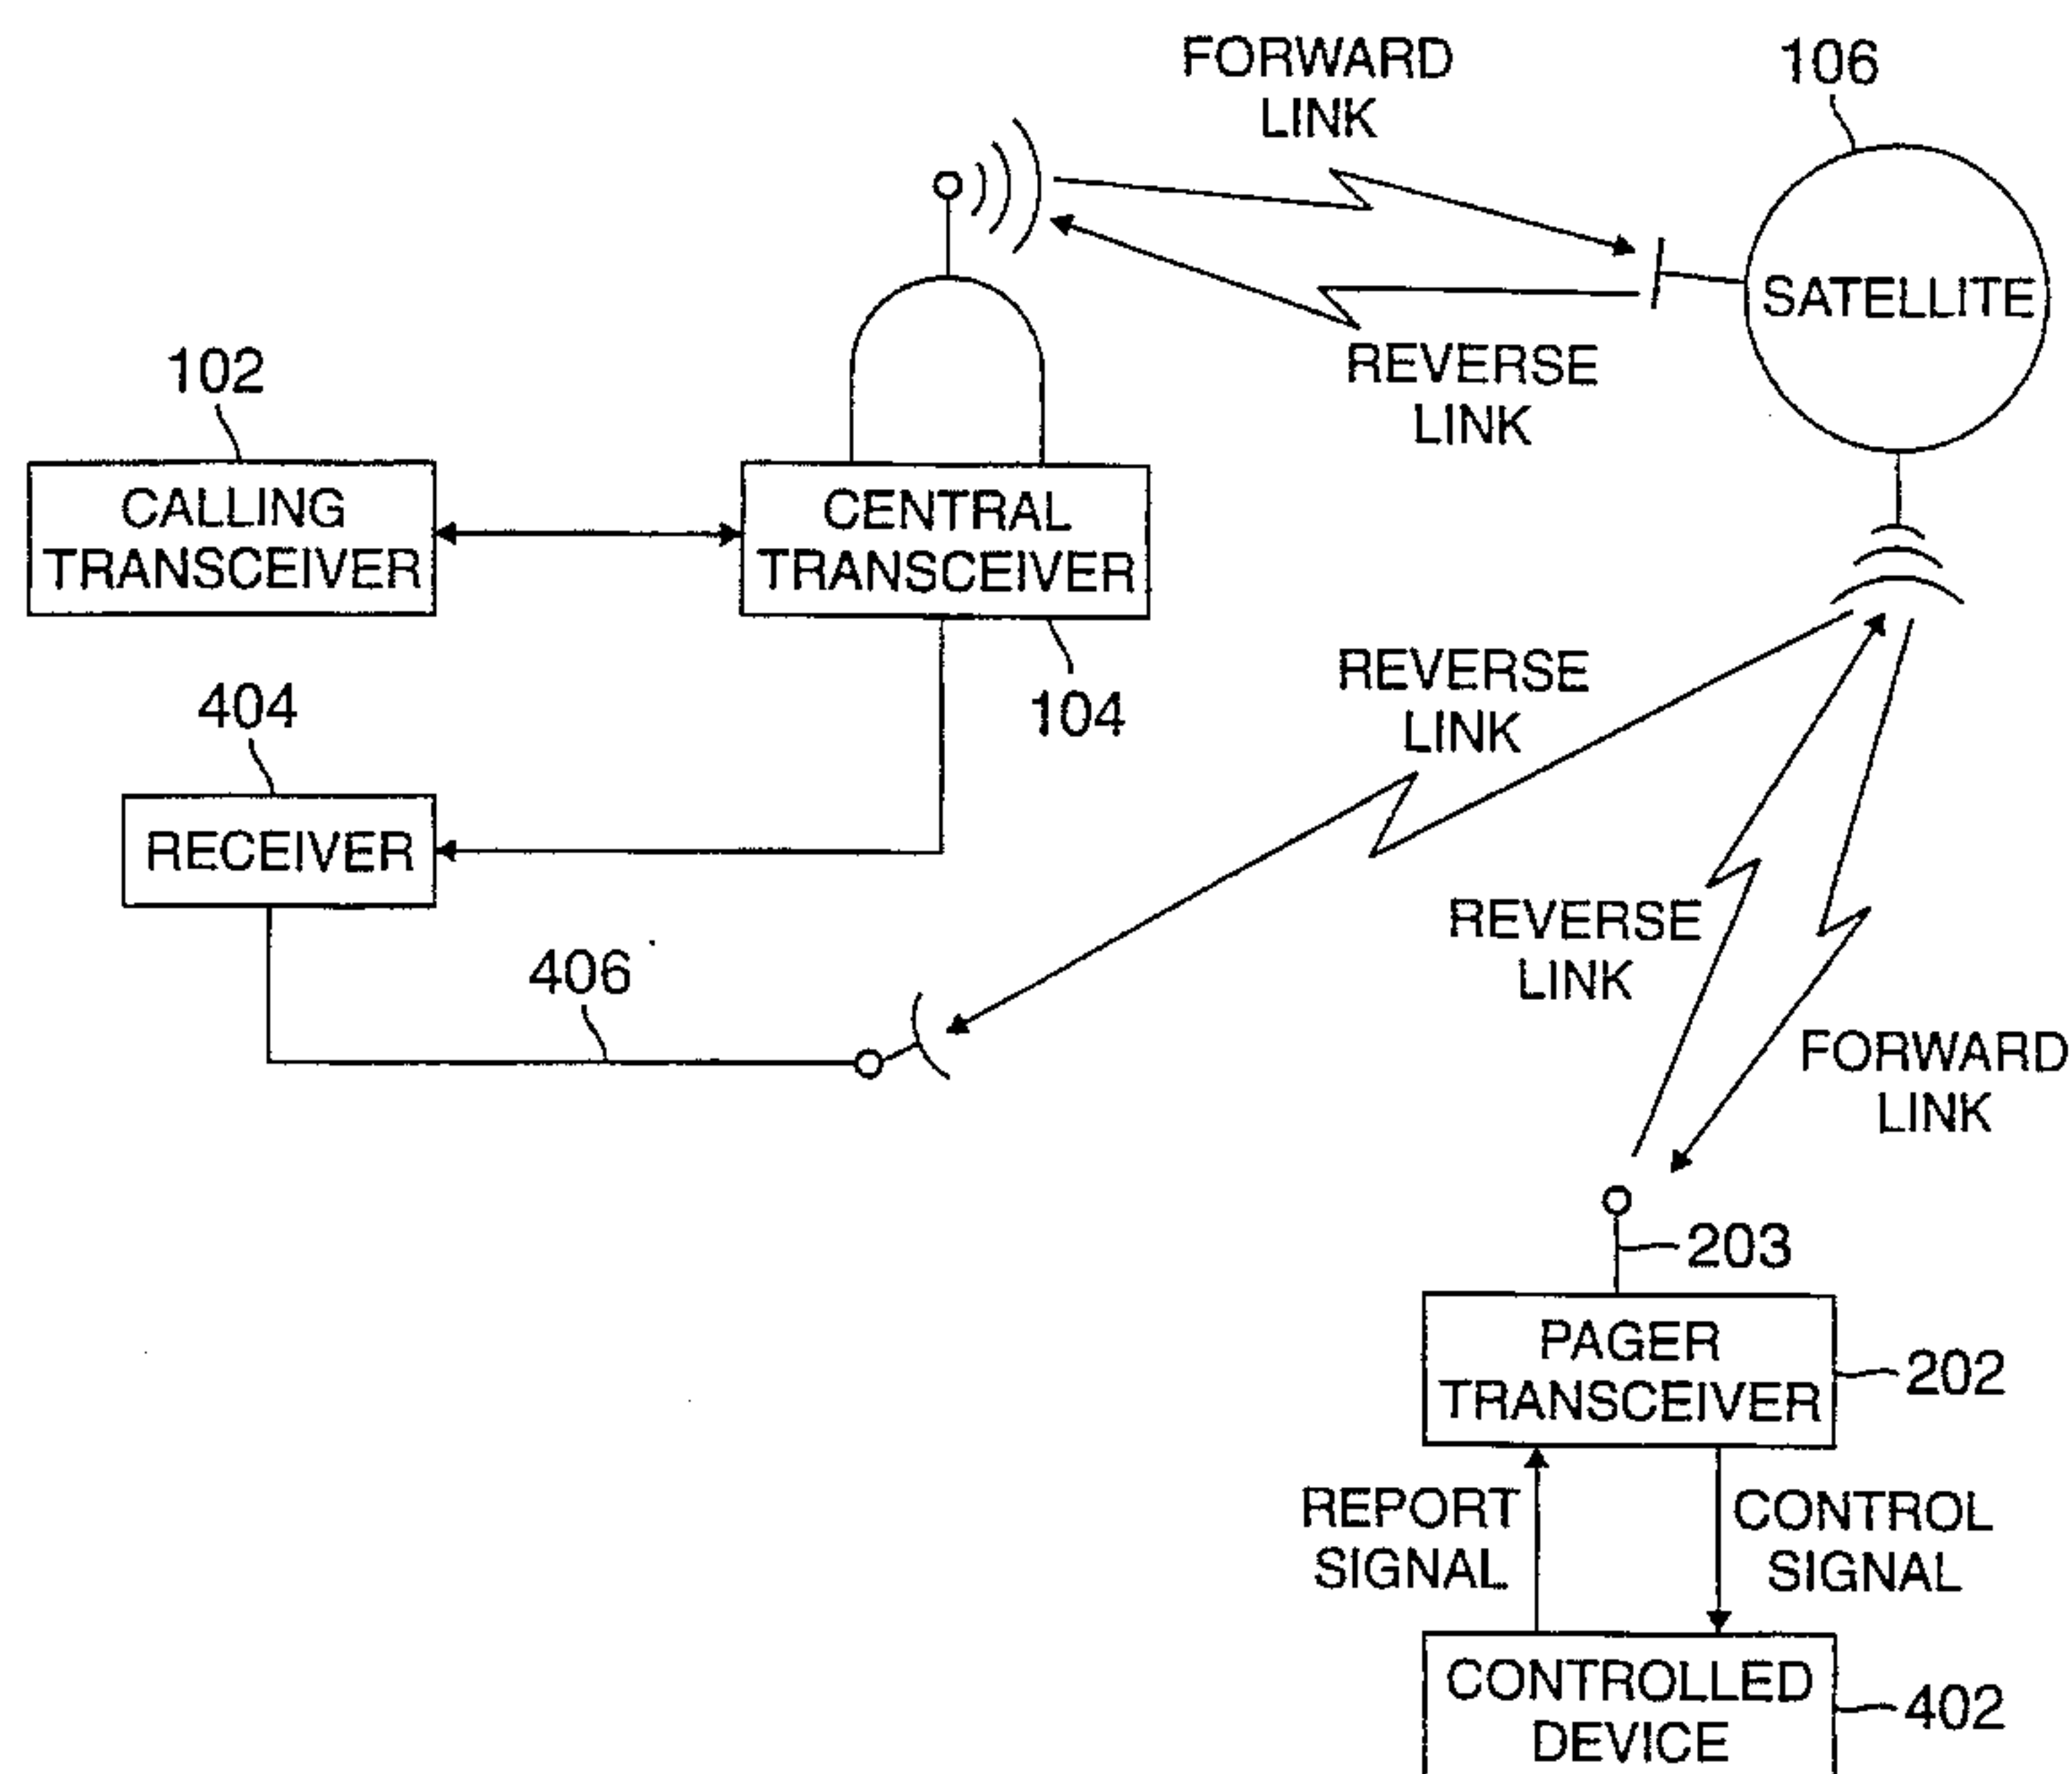 FORWARD
LINK
106
SATELLITE
REVERSE
LINK
102
CALLING
TRANSCEIVER
CENTRAL
TRANSCEIVER
104
REVERSE
LINK
404
RECEIVER
406
REVERSE
LINK
FORWARD
LINK
203
PAGER
TRANSCEIVER
202
REPORT
SIGNAL
CONTROL
SIGNAL
CONTROLLED
DEVICE
402